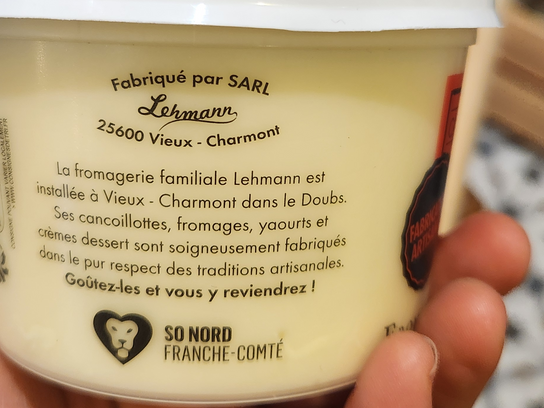 Fabriqué par SARL
Lehmann
25600 Vieux - Charmont
La fromagerie familiale Lehmann est
installée à Vieux - Charmont dans le Doubs.
Ses cancoillottes, fromages, yaourts et
crèmes dessert sont soigneusement fabriqués
dans le pur respect des traditions artisanales.
Goûtez-les et vous y reviendrez !
SO NORD
FRANCHE-COMTÉ